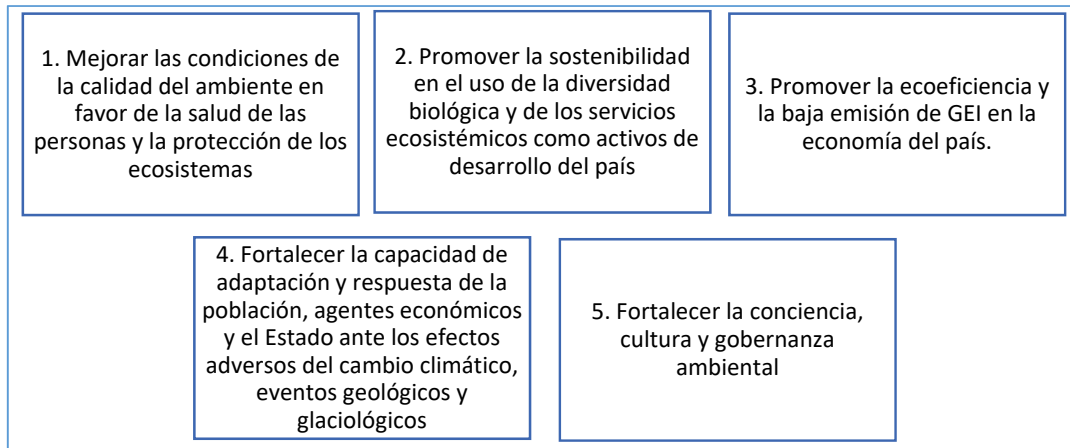 1. Mejorar las condiciones de
la calidad del ambiente en
favor de la salud de las
personas y la protección de los
ecosistemas
2. Promover la sostenibilidad
en el uso de la diversidad
biológica y de los servicios
ecosistémicos como activos de
desarrollo del país
3. Promover la ecoeficiencia y
la baja emisión de GEI en la
economía del país.
4. Fortalecer la capacidad de
adaptación y respuesta de la
población, agentes económicos
y el Estado ante los efectos
adversos del cambio climático,
eventos geológicos y
glaciológicos
5. Fortalecer la conciencia,
cultura y gobernanza
ambiental